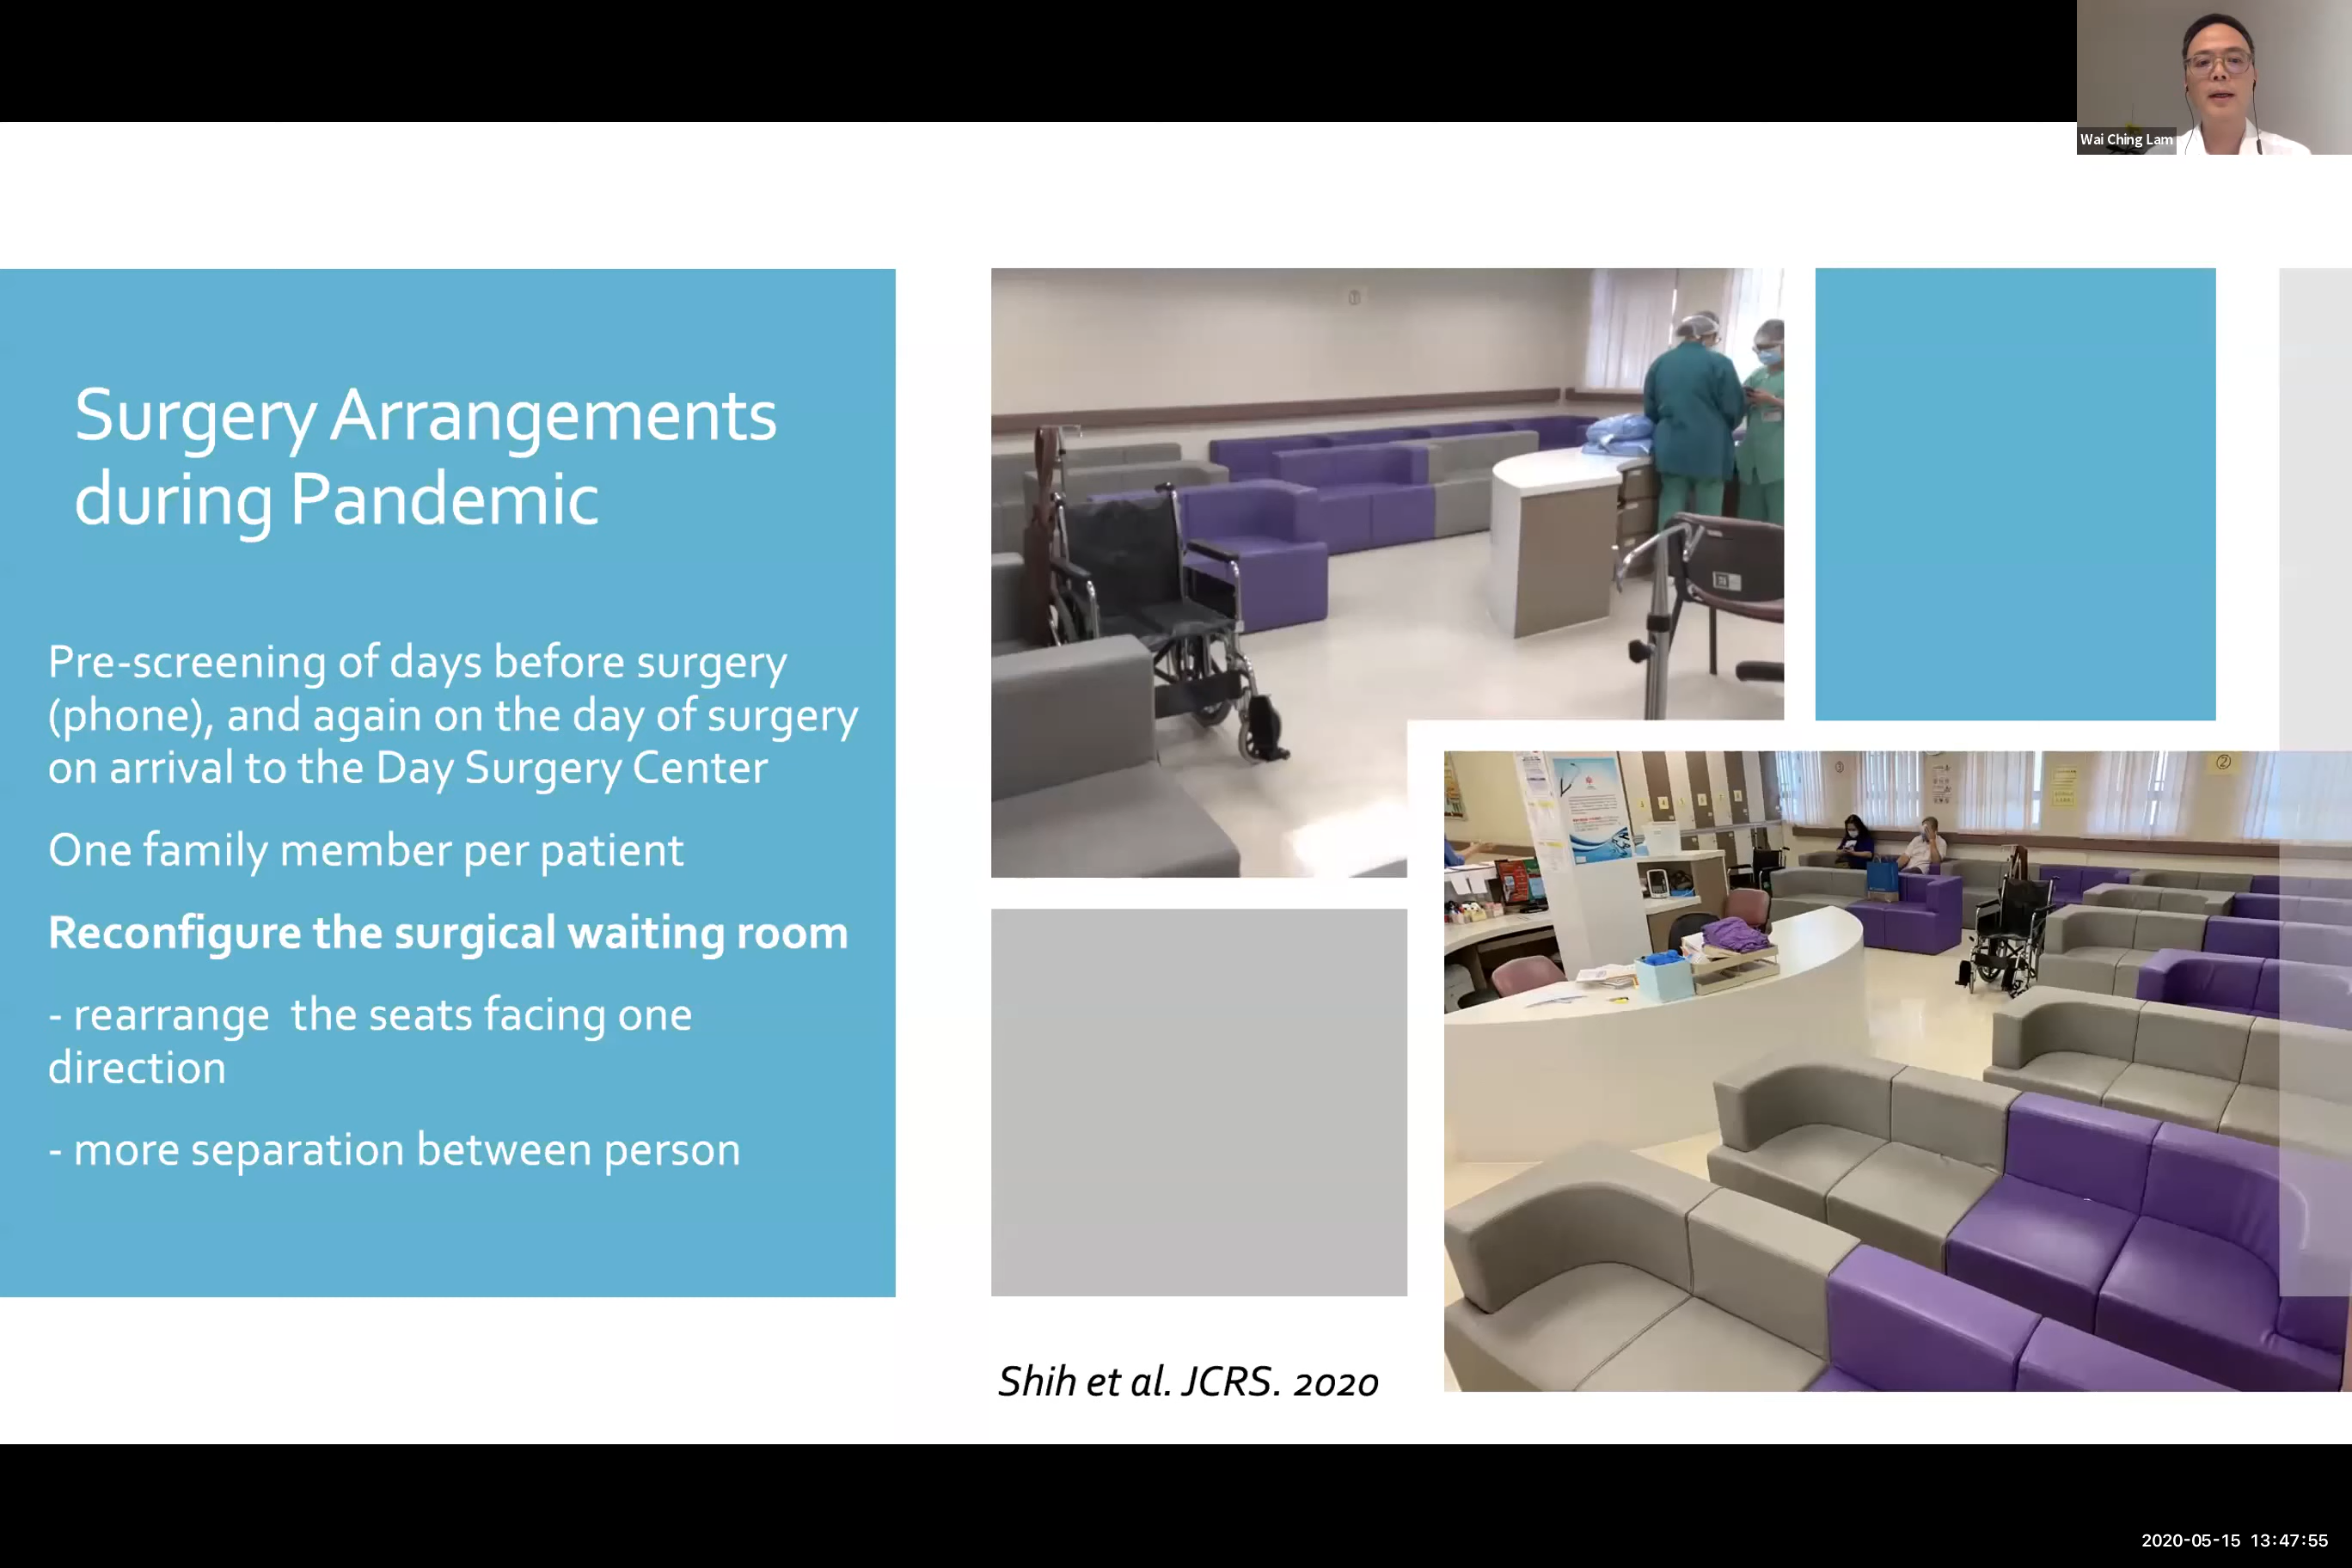 Wai Ching Lam
Surgery Arrangements
during Pandemic
Pre-screening of days before surgery
(phone), and again on the day of surgery
on arrival to the Day Surgery Center
One family member per patient
Reconfigure the surgical waiting room
- rearrange  the seats facing one
direction
- more separation between person
②
Shih et al. JCRS. 2020
2020-05-15 13:47:55